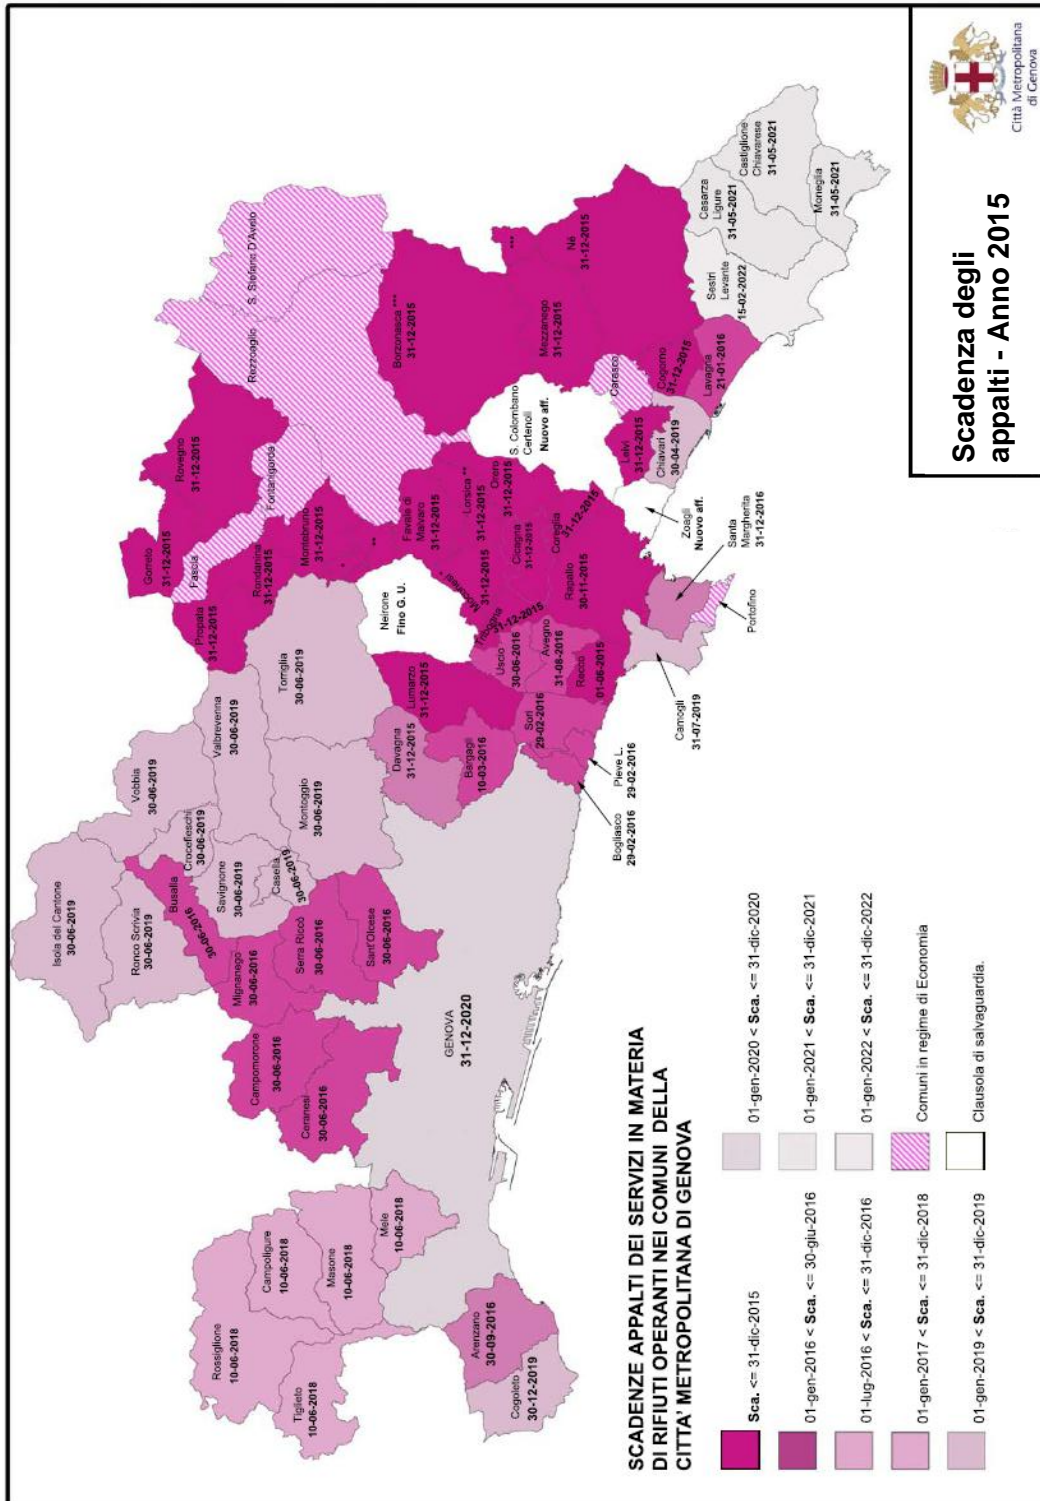 Isola del Cantone
30-06-2019
Vobbia
30-06-2019
Ronco Scrivia
30-06-2019
Busalla
30-06-2016
Crocefieschi
30-06-2019
Valbrevenna
30-06-2019
Savignone
30-06-2019
Casella
30-06-2019
Montoggio
30-06-2019
Torriglia
30-06-2019
Propata
31-12-2015
Gorreto
31-12-2015
Fascia
Rondanina
31-12-2015
Rovegno
31-12-2015
Fontanigorda
Montebruno
31-12-2015
*
**
Rezzoaglio
S. Stefano D'Aveto
Rossiglione
10-06-2018
Campoligure
10-06-2018
Tiglieto
10-06-2018
Masone
10-06-2018
Mele
10-06-2018
Campomorone
30-06-2016
Ceranesi
30-06-2016
Mignanego
30-06-2016
Serra Riccò
30-06-2016
Sant'Olcese
30-06-2016
GENOVA
31-12-2020
Arenzano
30-09-2016
Cogoleto
30-12-2019
Davagna
31-12-2015
Bargagli
10-03-2016
Lumarzo
31-12-2015
Neirone
Fino G. U.
Favale di
Malvaro
31-12-2015
Lorsica **
31-12-2015
Moconesi *
31-12-2015
Orero
31-12-2015
Cicagna
31-12-2015
Coreglia
31-12-2015
Tribogna
31-12-2015
Uscio
30-06-2016
Avegno
31-08-2016
Recco
01-06-2015
Sori
29-02-2016
Pieve L.
29-02-2016
Bogliasco
29-02-2016
Rapallo
30-11-2015
Camogli
31-07-2019
Portofino
Santa
Margherita
31-12-2016
Zoagli
Nuovo aff.
Borzonasca ***
31-12-2015
***
Mezzanego
31-12-2015
Né
31-12-2015
S. Colombano
Certenoli
Nuovo aff.
Carasco
Leivi
31-12-2015
Chiavari
30-04-2019
Cogorno
31-12-2015
Lavagna
21-01-2016
Sestri
Levante
15-02-2022
Casarza
Ligure
31-05-2021
Castiglione
Chiavarese
31-05-2021
Moneglia
31-05-2021
SCADENZE APPALTI DEI SERVIZI IN MATERIA
DI RIFIUTI OPERANTI NEI COMUNI DELLA
CITTA' METROPOLITANA DI GENOVA
Sca. <= 31-dic-2015
01-gen-2016 < Sca. <= 30-giu-2016
01-lug-2016 < Sca. <= 31-dic-2016
01-gen-2017 < Sca. <= 31-dic-2018
01-gen-2019 < Sca. <= 31-dic-2019
01-gen-2020 < Sca. <= 31-dic-2020
01-gen-2021 < Sca. <= 31-dic-2021
01-gen-2022 < Sca. <= 31-dic-2022
Comuni in regime di Economia
Clausola di salvaguardia.
Scadenza degli
appalti - Anno 2015
Città Metropolitana
di Genova